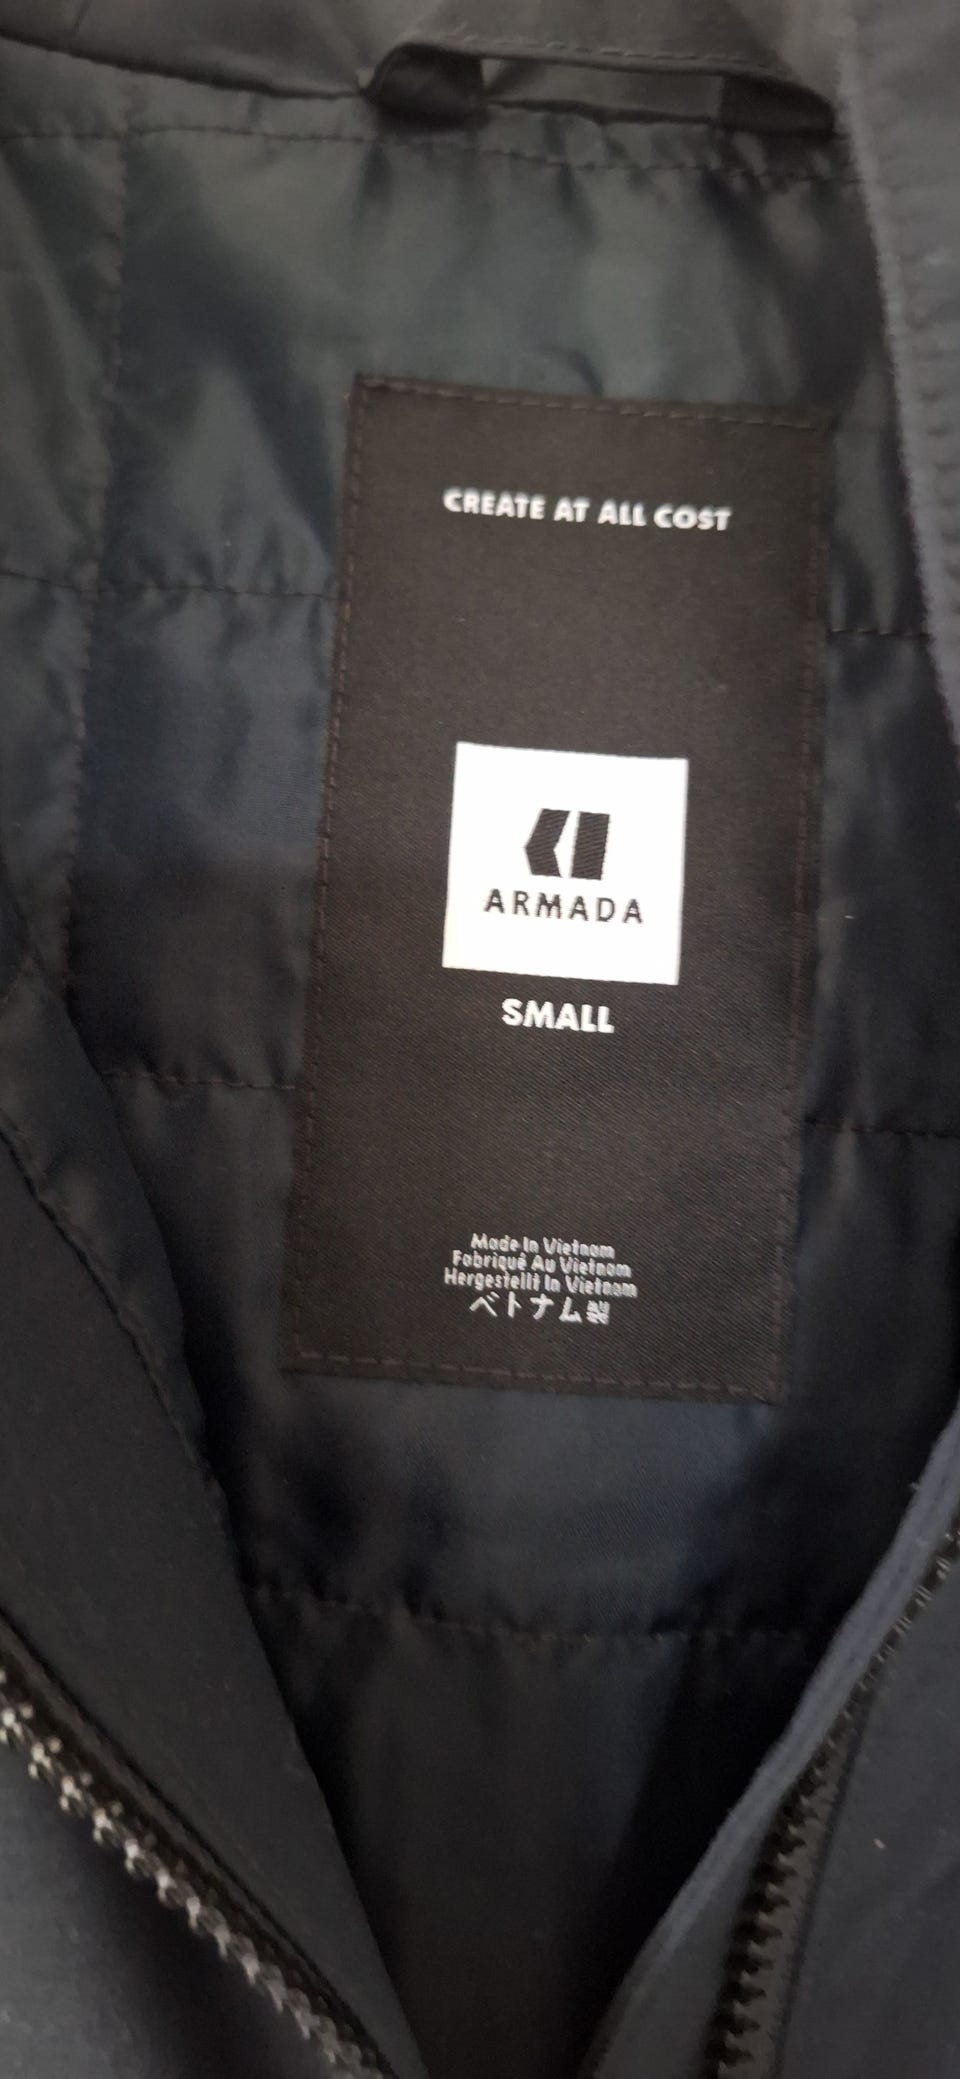 CREATE AT ALL COST
ARMADA
SMALL
Made In Vietnam
Fabriqué Au Vietnam
Hergestellt In Vietnam
ベトナム製